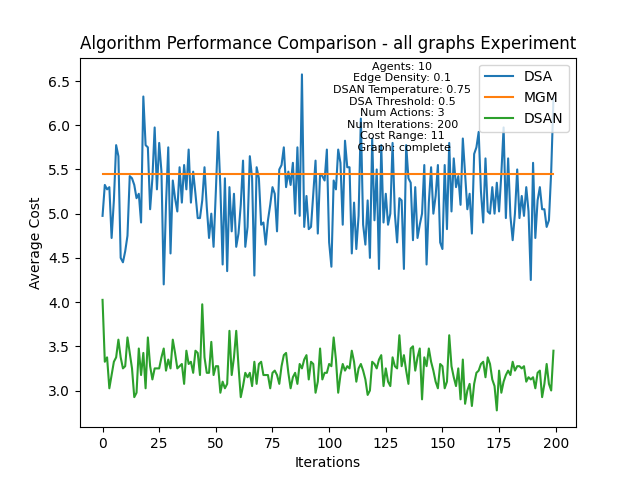 Algorithm Performance Comparison - all graphs Experiment
Agents: 10
Edge Density: 0.1
DSAN Temperature: 0.75
DSA Threshold: 0.5
Num Actions: 3
Num Iterations: 200
Cost Range: 11
Graph: complete
DSA
MGM
DSAN
Average Cost
6.5
6.0
5.5
5.0
4.5
4.0
3.5
3.0
0 25 50 75 100 125 150 175 200
Iterations